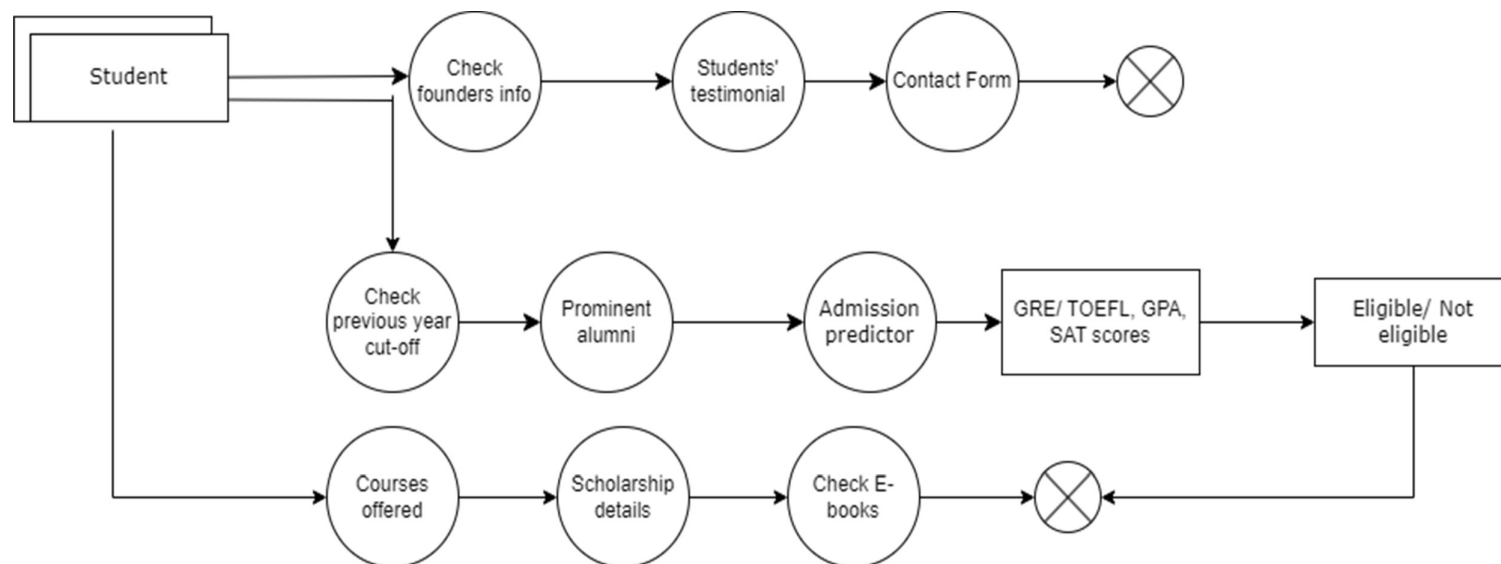 Student
Check
founders info
Students'
testimonial
Contact Form
Check
previous year
cut-off
Prominent
alumni
Admission
predictor
GRE/ TOEFL, GPA,
SAT scores
Eligible/ Not
eligible
Courses
offered
Scholarship
details
Check E-
books